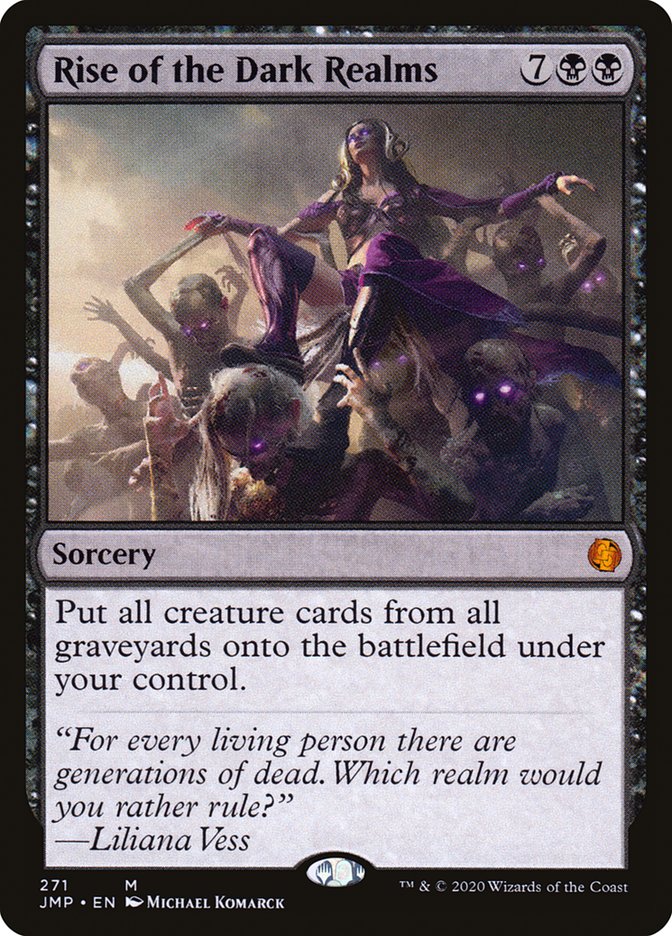 Rise of the Dark Realms 7
Sorcery
Put all creature cards from all
graveyards onto the battlefield under
your control.
“For every living person there are
generations of dead. Which realm would
you rather rule?”
—Liliana Vess
271 M
JMP • EN Michael Komarck
™ & © 2020 Wizards of the Coast